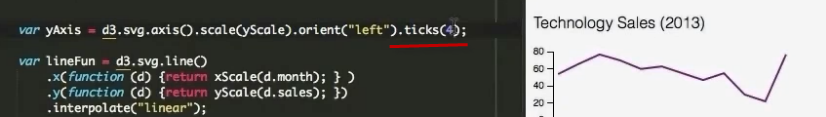 var yAxis = d3.svg.axis().scale(yScale).orient("left").ticks(4);
var lineFun = d3.svg.line()
.x(function (d) {return xScale(d.month); } )
.y(function (d) {return yScale(d.sales); })
.interpolate("linear");
Technology Sales (2013)
80
60
40
20